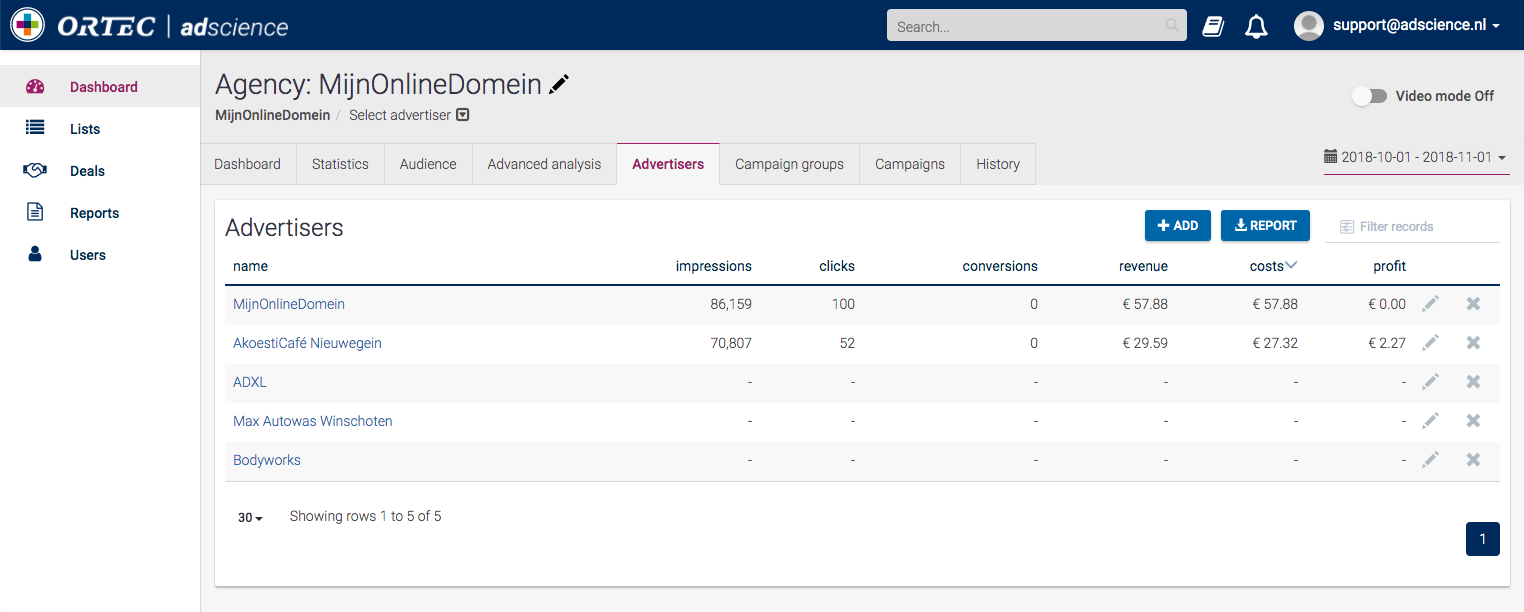 ORTEC | adscience
Search...
support@adscience.nl
Dashboard
Lists
Deals
Reports
Users
Agency: MijnOnlineDomein
MijnOnlineDomein / Select advertiser
Video mode Off
Dashboard Statistics Audience Advanced analysis Advertisers Campaign groups Campaigns History
2018-10-01 - 2018-11-01
Advertisers
ADD
REPORT
Filter records
name impressions clicks conversions revenue costs profit
MijnOnlineDomein 86,159 100 0 € 57.88 € 57.88 € 0.00
AkoestiCafé Nieuwegein 70,807 52 0 € 29.59 € 27.32 € 2.27
ADXL - - - - - -
Max Autowas Winschoten - - - - - -
Bodyworks - - - - - -
30 Showing rows 1 to 5 of 5
1